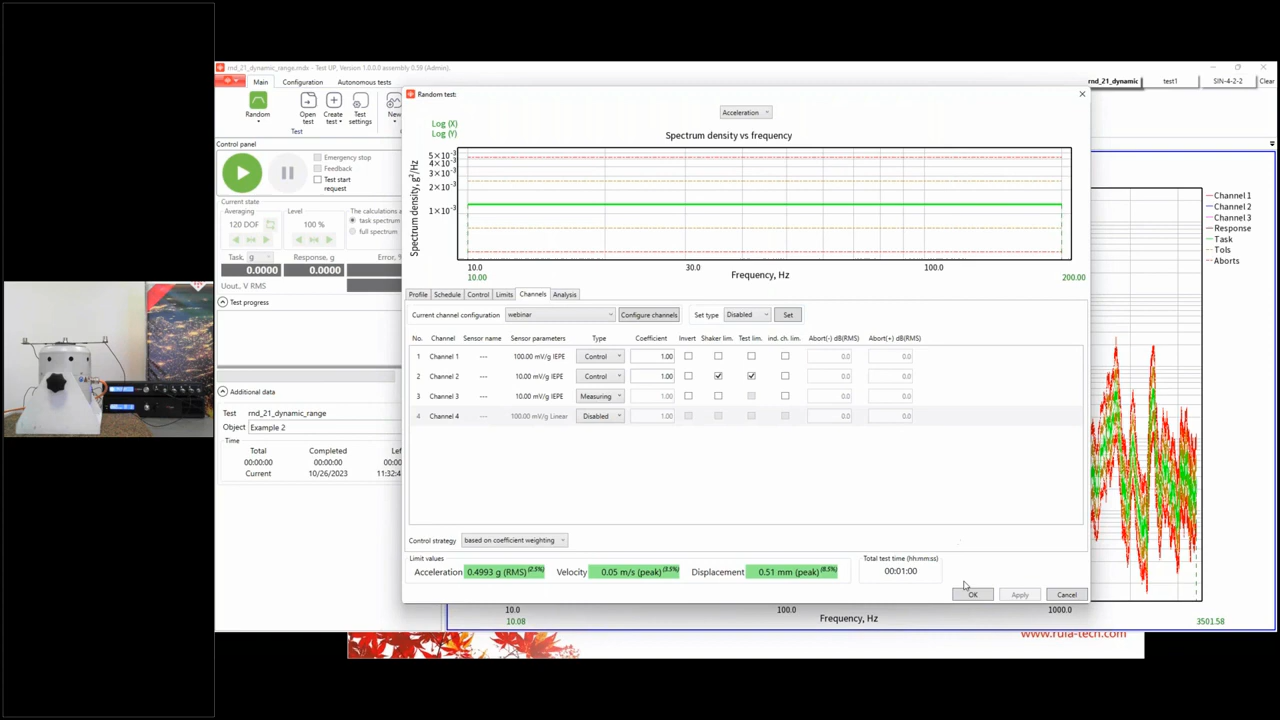 rnd_21_dynamic_range.mdx - Test UP, Version 1.0.0.0 assembly 0.59 (Admin).
Main Configuration Autonomous tests
rnd_21_dynamic test1 SIN-4-2-2 Clear
Random Open test Create test Test settings New
Test
Control panel
Emergency stop
Feedback
Test start request
Current state
Averaging Level The calculations a
120 DOF 100 % task spectrum
full spectrum
Task, g Response, g Error, %
0.0000 0.0000
Uout., V RMS
Test progress
Additional data
Test rnd_21_dynamic_range
Object Example 2
Time
Total Completed Lef
00:00:00 00:00:00 00:00:
Current 10/26/2023 11:32:4
Random test:
Acceleration
Log (X)
Log (Y)
Spectrum density vs frequency
Spectrum density, g²/Hz
5×10⁻³
4×10⁻³
3×10⁻³
2×10⁻³
1×10⁻³
10.0 30.0 100.0
Frequency, Hz
10.00 200.00
Profile Schedule Control Limits Channels Analysis
Current channel configuration webinar Configure channels Set type Disabled Set
No. Channel Sensor name Sensor parameters Type Coefficient Invert Shaker lim. Test lim. ind. ch. lim. Abort(-) dB(RMS) Abort(+) dB(RMS)
1 Channel 1 --- 100.00 mV/g IEPE Control 1.00 0.0 0.0
2 Channel 2 --- 10.00 mV/g IEPE Control 1.00 0.0 0.0
3 Channel 3 --- 10.00 mV/g IEPE Measuring 1.00 0.0 0.0
4 Channel 4 --- 100.00 mV/g Linear Disabled 1.00 0.0 0.0
Control strategy based on coefficient weighting
Limit values
Acceleration 0.4993 g (RMS) (2.5%) Velocity 0.05 m/s (peak) (3.5%) Displacement 0.51 mm (peak) (8.5%)
Total test time (hh:mm:ss)
00:01:00
OK Apply Cancel
Channel 1
Channel 2
Channel 3
Response
Task
Tols
Aborts
10.0 100.0 1000.0
Frequency, Hz
10.08 3501.58
www.rula-tech.com